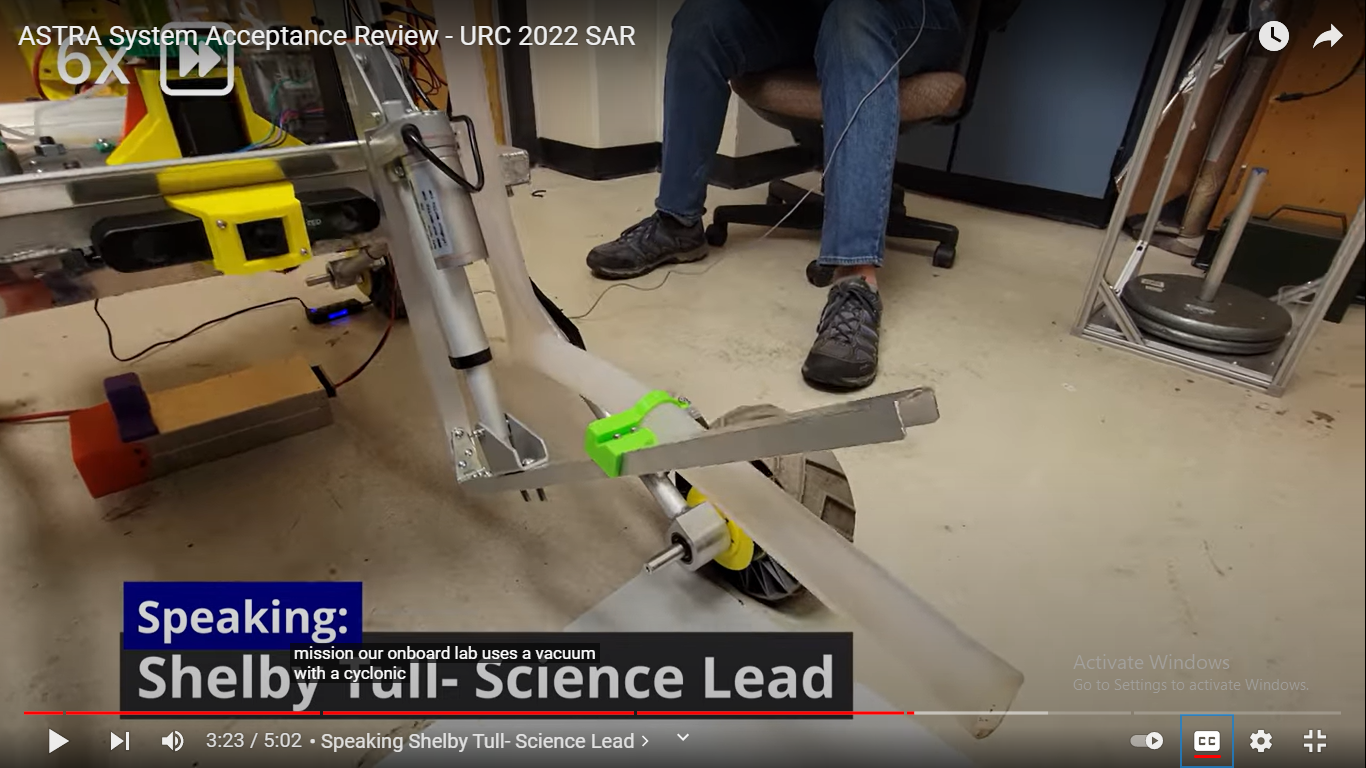 ASTRA System Acceptance Review - URC 2022 SAR
6x
Speaking:
mission our onboard lab uses a vacuum
with a cyclonic
Shelby Tull- Science Lead
Activate Windows
Go to Settings to activate Windows.
3:23 / 5:02 • Speaking Shelby Tull- Science Lead
CC